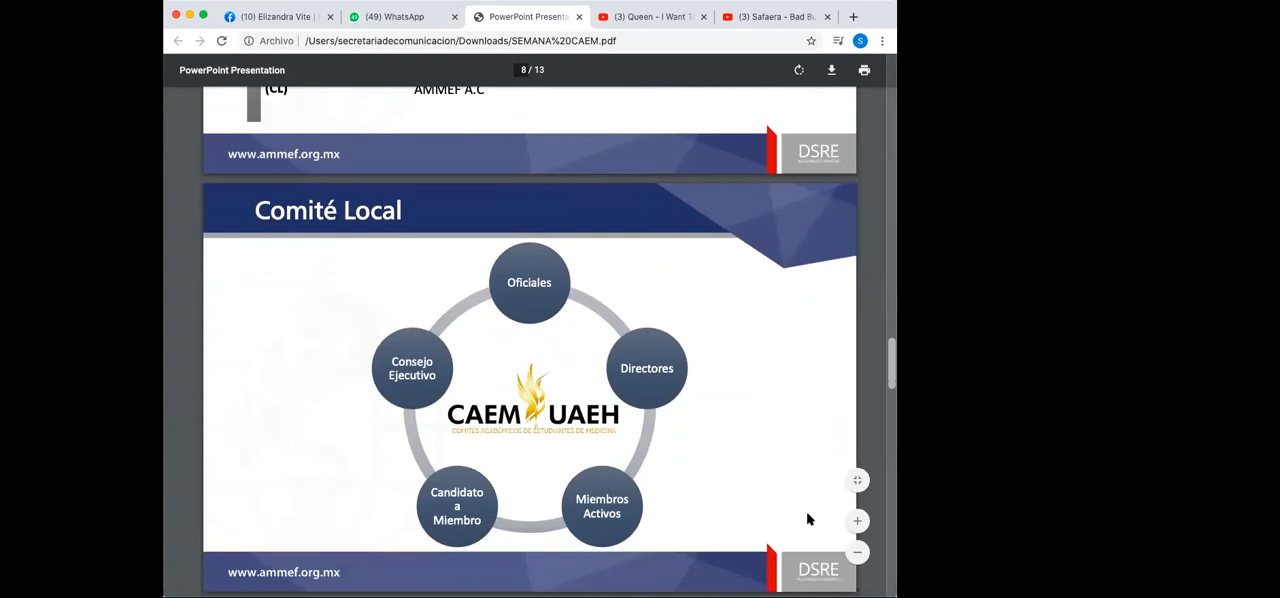 (10) Elizandra Vite |
(49) WhatsApp
PowerPoint Presenta
(3) Queen - I Want T
(3) Safaera - Bad Bu
Archivo | /Users/secretariadecomunicacion/Downloads/SEMANA%20CAEM.pdf
S
PowerPoint Presentation
8 / 13
(CL)
AMMEF A.C
www.ammef.org.mx
DSRE
Comité Local
Oficiales
Consejo
Ejecutivo
Directores
CAEM UAEH
COMITÉS ACADÉMICOS DE ESTUDIANTES DE MEDICINA
Candidato
a
Miembro
Miembros
Activos
www.ammef.org.mx
DSRE